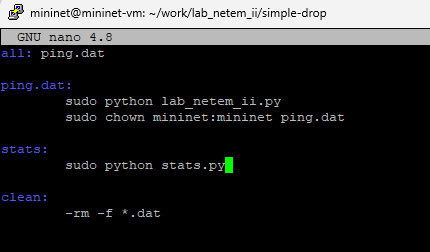 mininet@mininet-vm: ~/work/lab_netem_ii/simple-drop
GNU nano 4.8
all: ping.dat
ping.dat:
sudo python lab_netem_ii.py
sudo chown mininet:mininet ping.dat
stats:
sudo python stats.py
clean:
-rm -f *.dat